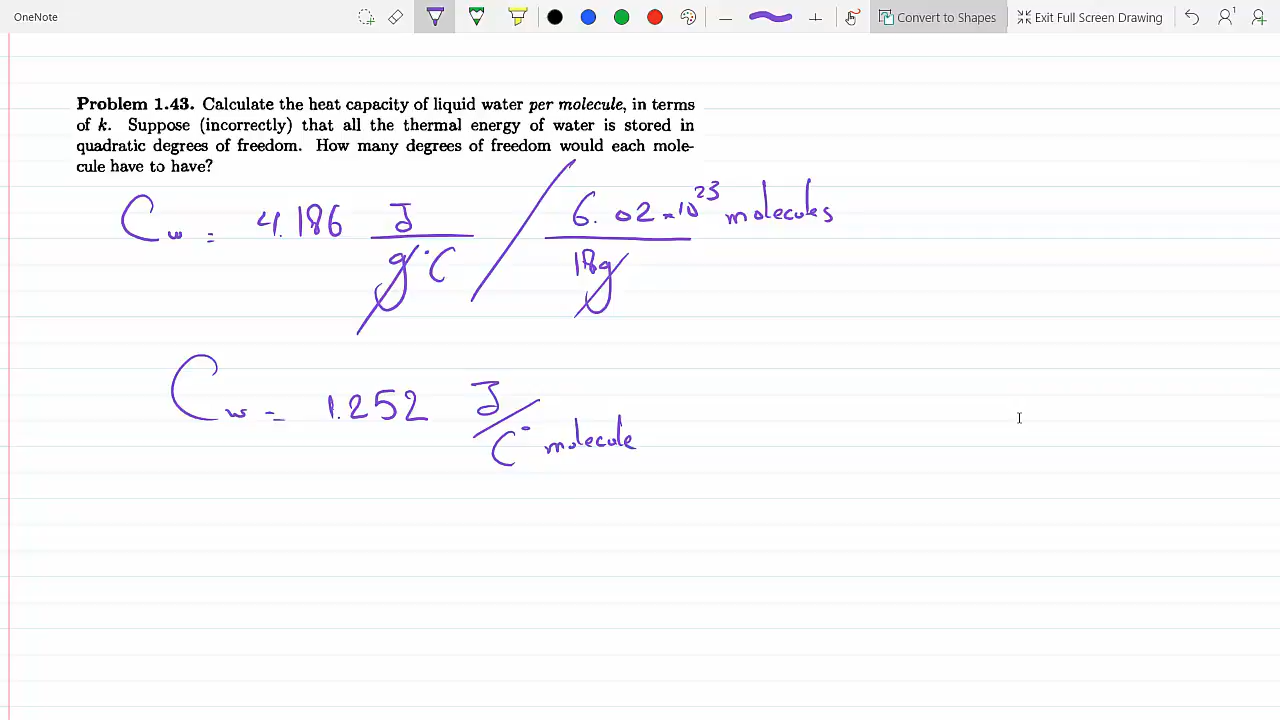 OneNote
Convert to Shapes
Exit Full Screen Drawing
Problem 1.43. Calculate the heat capacity of liquid water per molecule, in terms
of k. Suppose (incorrectly) that all the thermal energy of water is stored in
quadratic degrees of freedom. How many degrees of freedom would each mole-
cule have to have?
Cw = 4.186 J / g °C / 6.02 × 10^23 molecules / 18g
Cw = 1.252 J / C° molecule